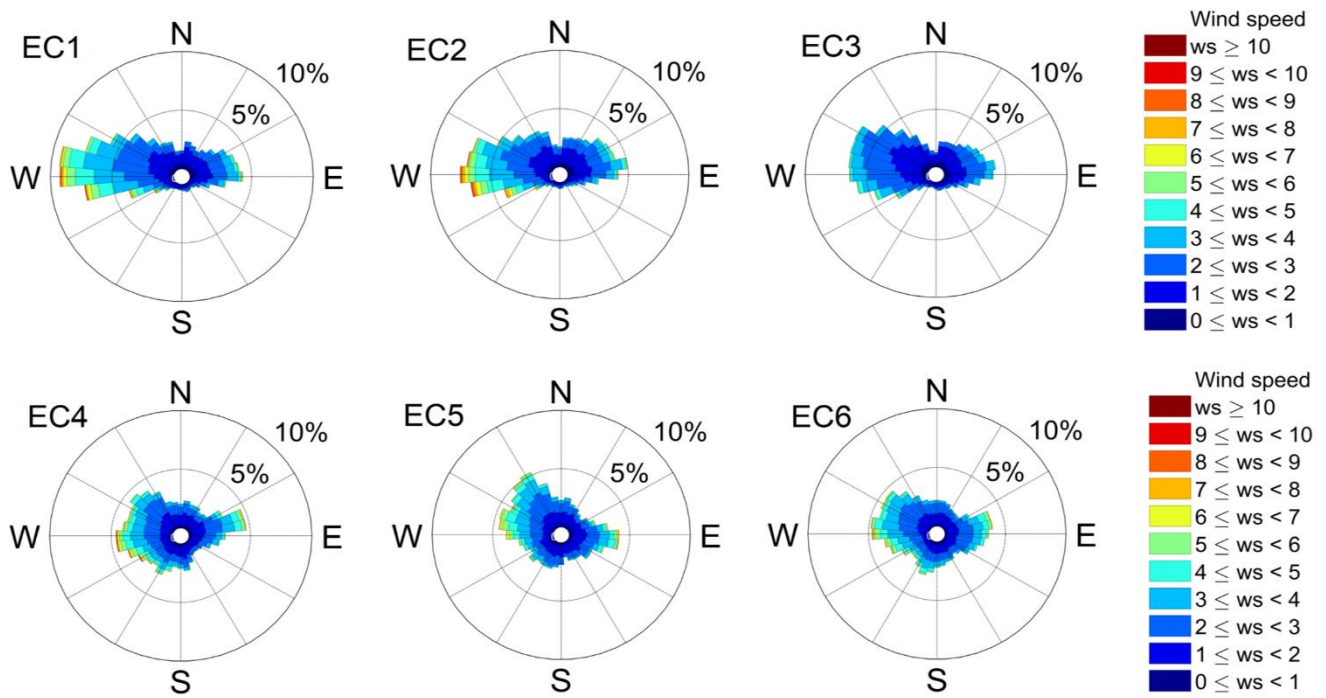 EC1
N
10%
5%
W
E
S
EC2
N
10%
5%
W
E
S
EC3
N
10%
5%
W
E
S
Wind speed
ws ≥ 10
9 ≤ ws < 10
8 ≤ ws < 9
7 ≤ ws < 8
6 ≤ ws < 7
5 ≤ ws < 6
4 ≤ ws < 5
3 ≤ ws < 4
2 ≤ ws < 3
1 ≤ ws < 2
0 ≤ ws < 1
EC4
N
10%
5%
W
E
S
EC5
N
10%
5%
W
E
S
EC6
N
10%
5%
W
E
S
Wind speed
ws ≥ 10
9 ≤ ws < 10
8 ≤ ws < 9
7 ≤ ws < 8
6 ≤ ws < 7
5 ≤ ws < 6
4 ≤ ws < 5
3 ≤ ws < 4
2 ≤ ws < 3
1 ≤ ws < 2
0 ≤ ws < 1